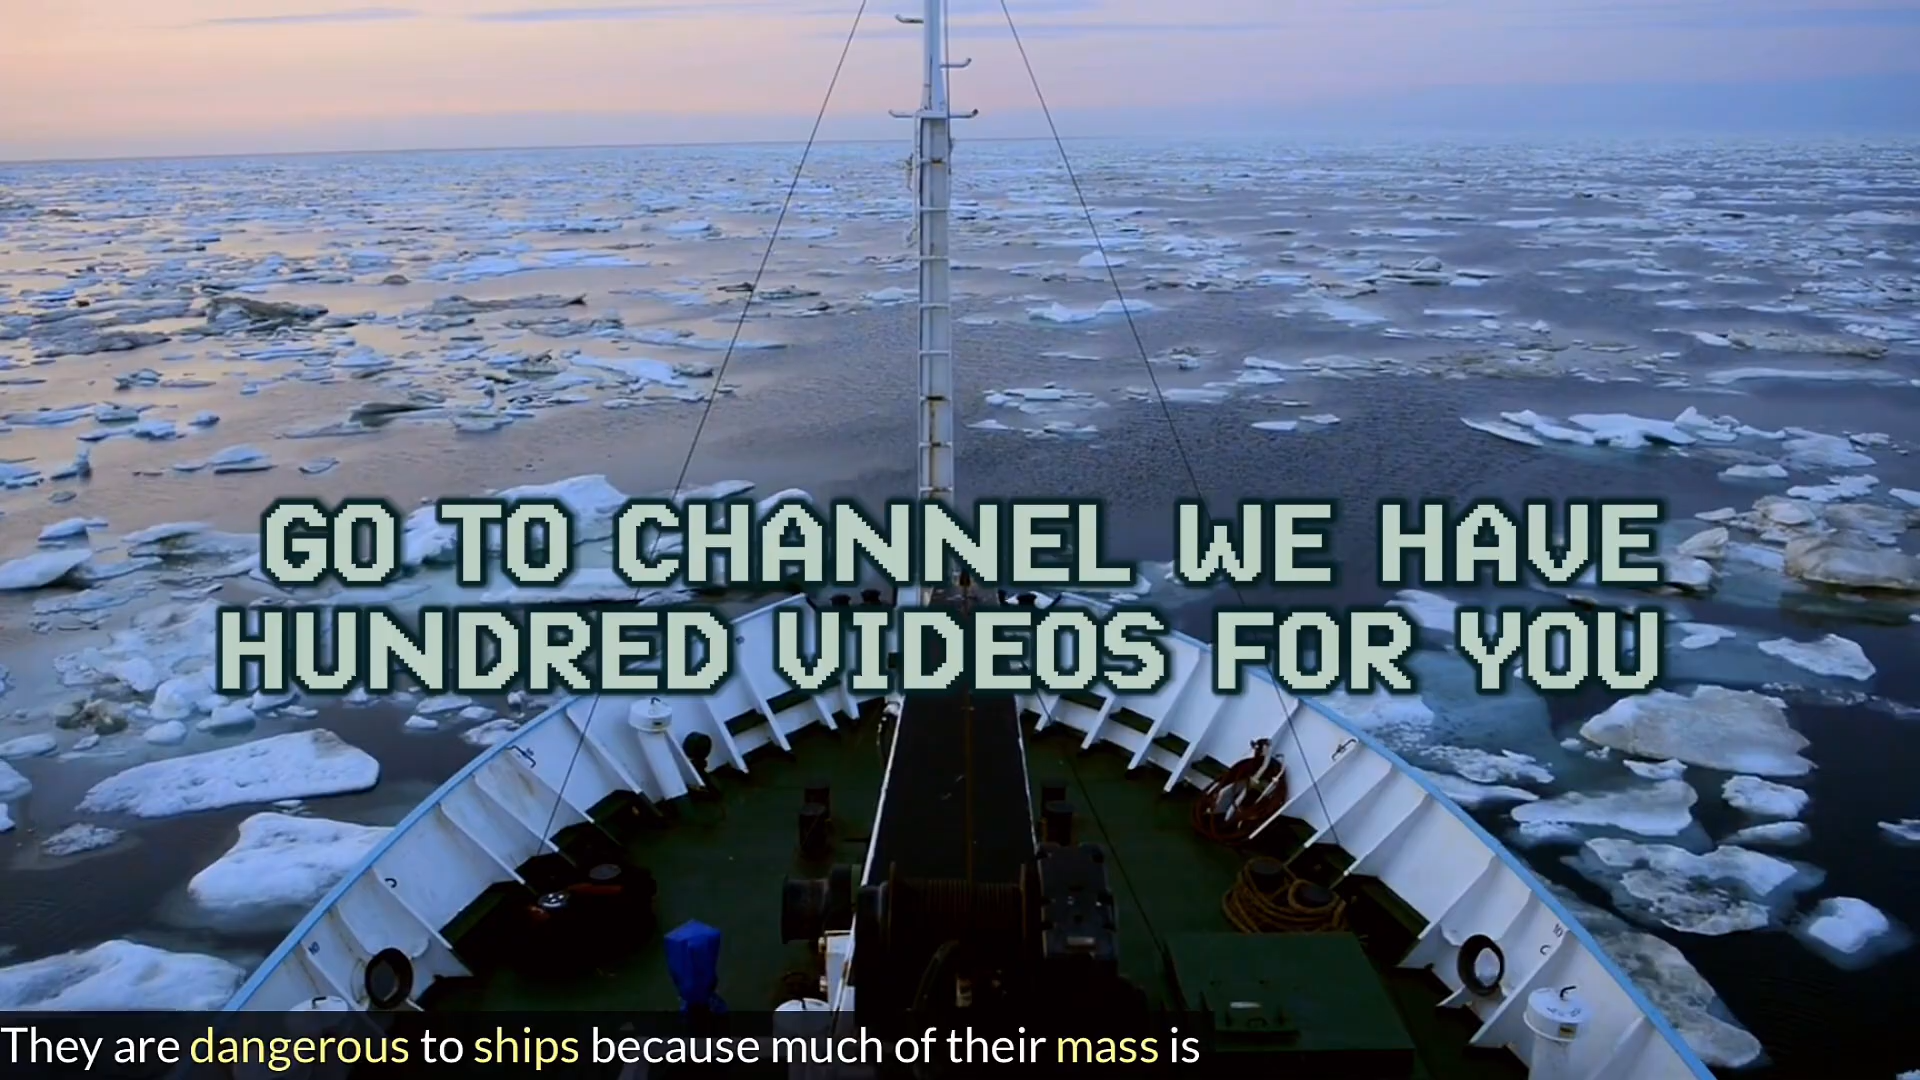 GO TO CHANNEL WE HAVE
HUNDRED VIDEOS FOR YOU
They are dangerous to ships because much of their mass is